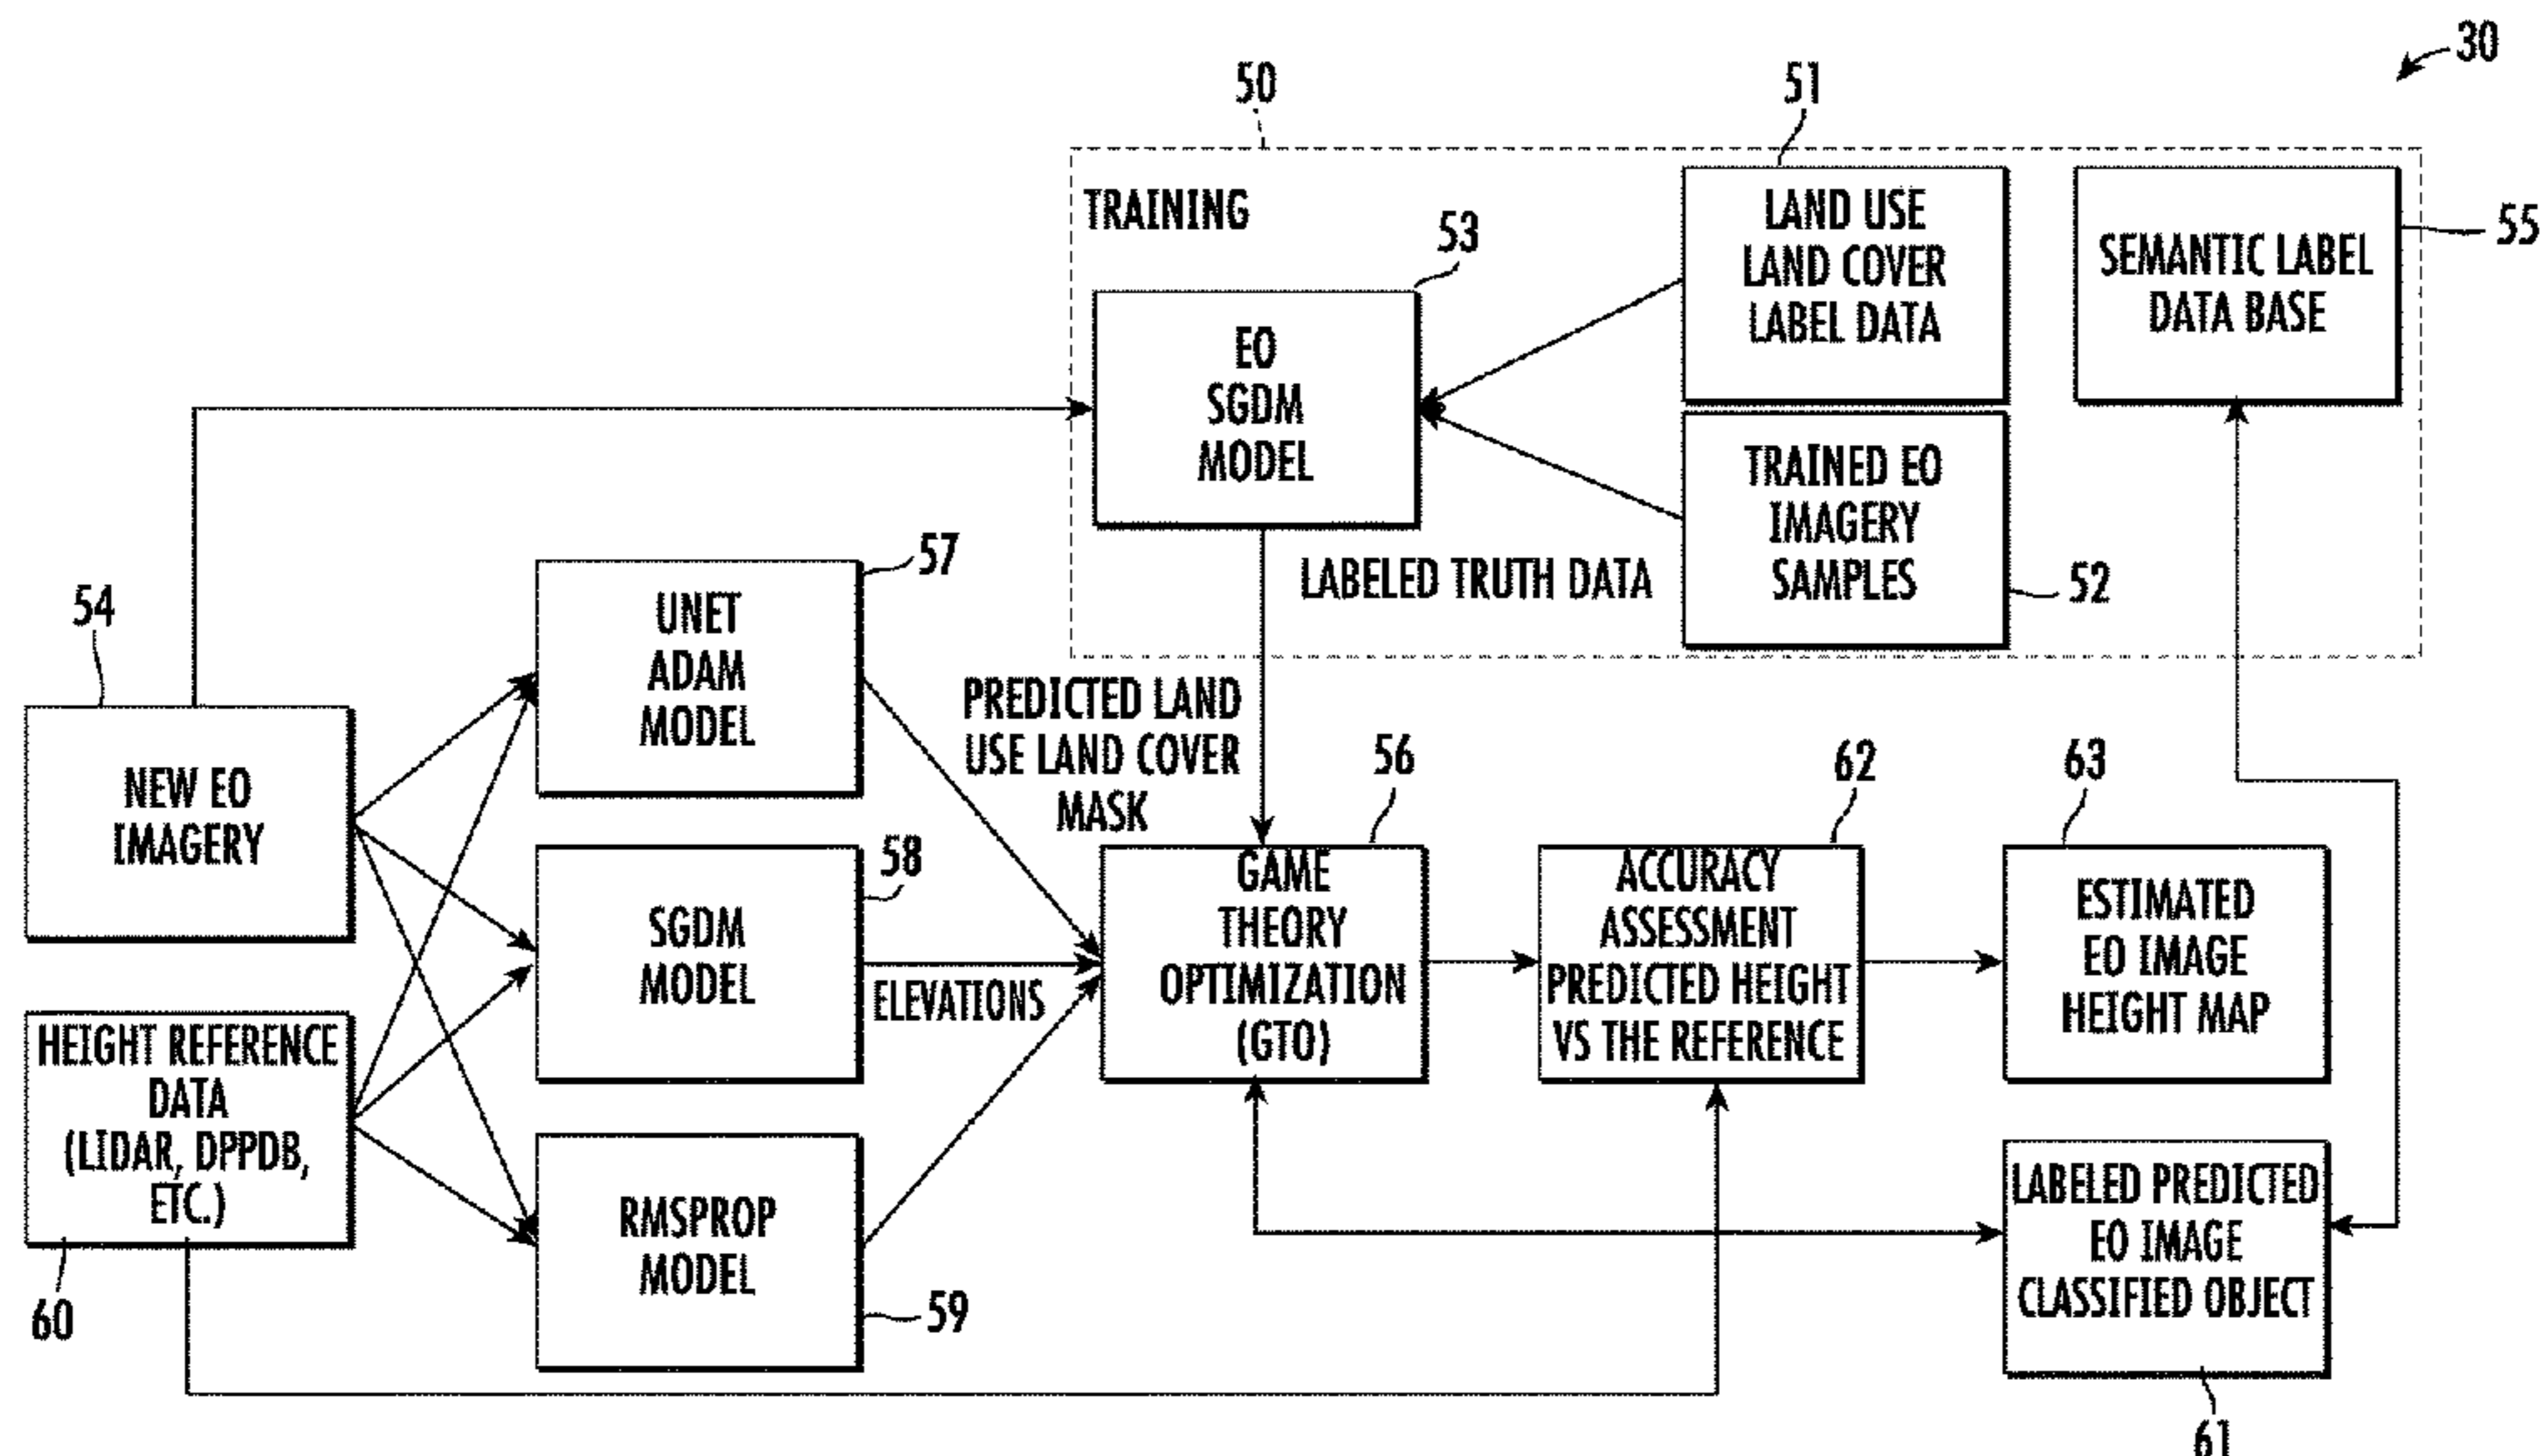 30
50
51
TRAINING
53
LAND USE
LAND COVER
LABEL DATA
SEMANTIC LABEL
DATA BASE
55
EO
SGDM
MODEL
TRAINED EO
IMAGERY
SAMPLES
52
LABELED TRUTH DATA
57
54
UNET
ADAM
MODEL
PREDICTED LAND
USE LAND COVER
MASK
NEW EO
IMAGERY
58
SGDM
MODEL
ELEVATIONS
56
GAME
THEORY
OPTIMIZATION
(GTO)
62
ACCURACY
ASSESSMENT
PREDICTED HEIGHT
VS THE REFERENCE
63
ESTIMATED
EO IMAGE
HEIGHT MAP
HEIGHT REFERENCE
DATA
(LIDAR, DPPDB,
ETC.)
60
RMSPROP
MODEL
59
LABELED PREDICTED
EO IMAGE
CLASSIFIED OBJECT
61